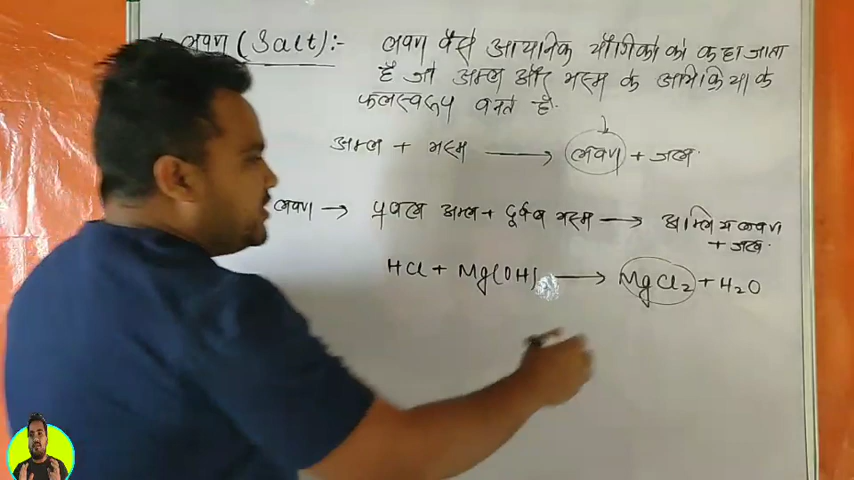 लवण (Salt):- लवण वैसे आयनिक यौगिकों को कहा जाता
है जो अम्ल और भस्म के अभिक्रिया के
फलस्वरूप बनते है.
अम्ल + भस्म → लवण + जल.
लवण → प्रबल अम्ल + दुर्बल भस्म → अम्लिय लवण
+ जल.
HCl + Mg(OH) → MgCl₂ + H₂O